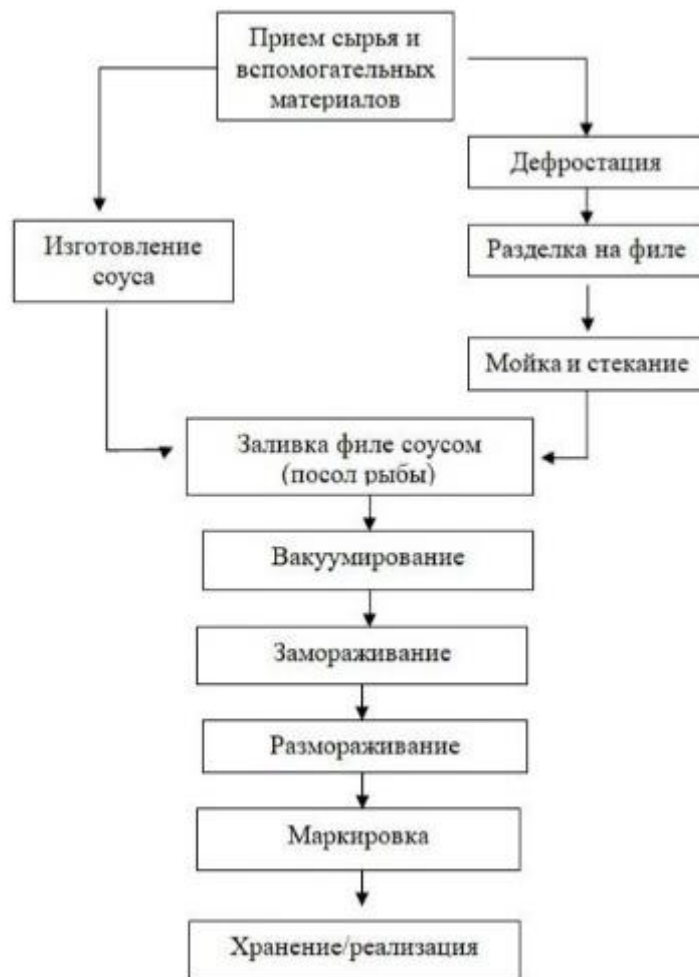 Прием сырья и
вспомогательных
материалов
Дефростация
Изготовление
соуса
Разделка на филе
Мойка и стекание
Заливка филе соусом
(посол рыбы)
Вакуумирование
Замораживание
Размораживание
Маркировка
Хранение/реализация